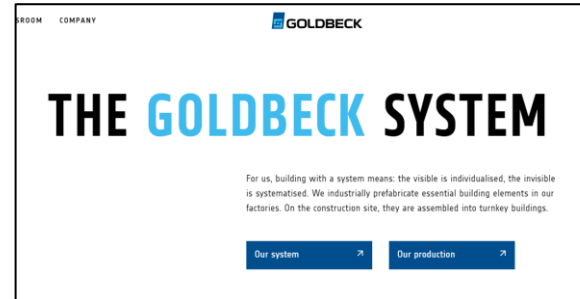 SROOM COMPANY
GOLDBECK
THE GOLDBECK SYSTEM
For us, building with a system means: the visible is individualised, the invisible
is systematised. We industrially prefabricate essential building elements in our
factories. On the construction site, they are assembled into turnkey buildings.
Our system Our production